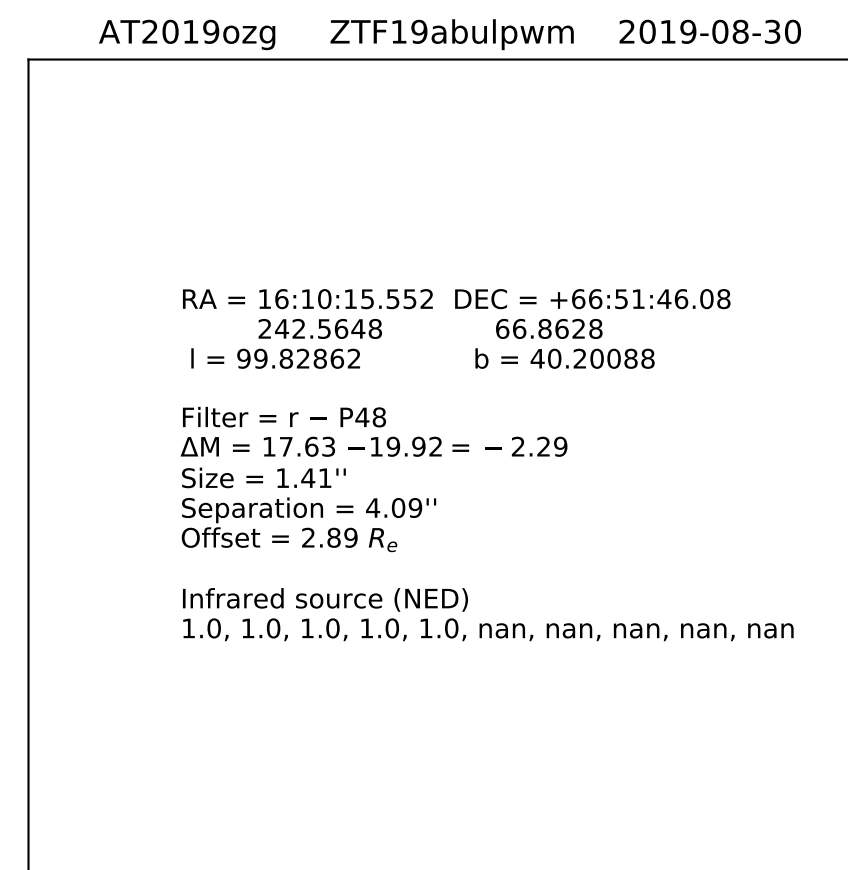 AT2019ozg ZTF19abulpwm 2019-08-30
RA = 16:10:15.552 DEC = +66:51:46.08
242.5648 66.8628
l = 99.82862 b = 40.20088
Filter = r − P48
ΔM = 17.63 −19.92 = − 2.29
Size = 1.41''
Separation = 4.09''
Offset = 2.89 Re
Infrared source (NED)
1.0, 1.0, 1.0, 1.0, 1.0, nan, nan, nan, nan, nan